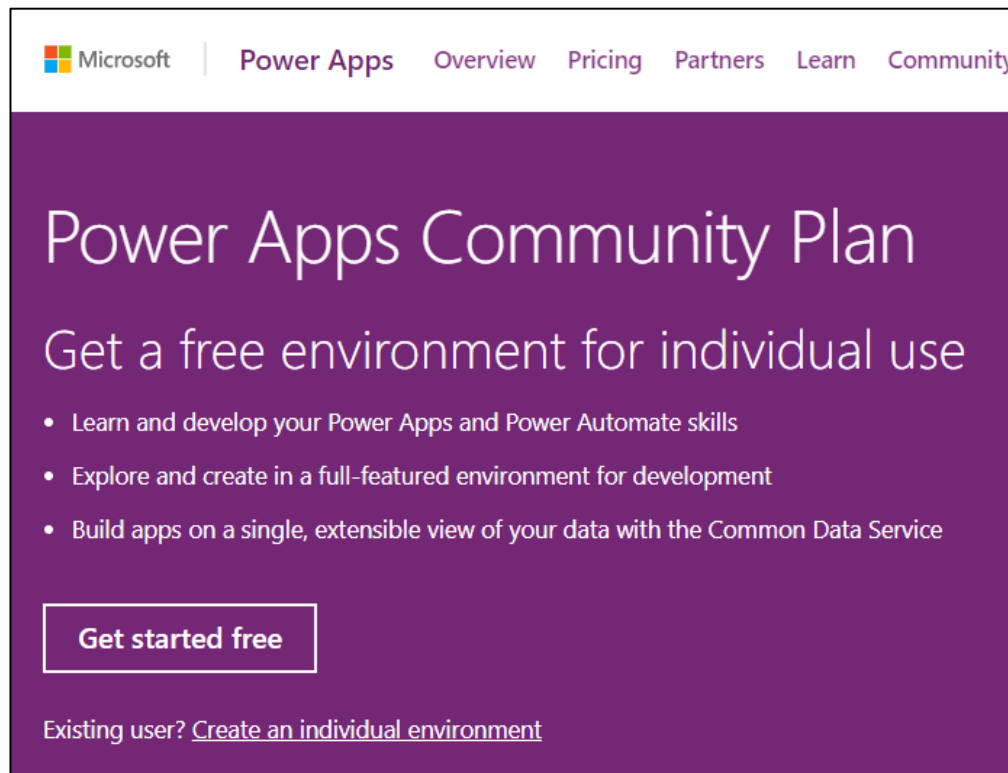 Microsoft Power Apps Overview Pricing Partners Learn Community
Power Apps Community Plan
Get a free environment for individual use
• Learn and develop your Power Apps and Power Automate skills
• Explore and create in a full-featured environment for development
• Build apps on a single, extensible view of your data with the Common Data Service
Get started free
Existing user? Create an individual environment